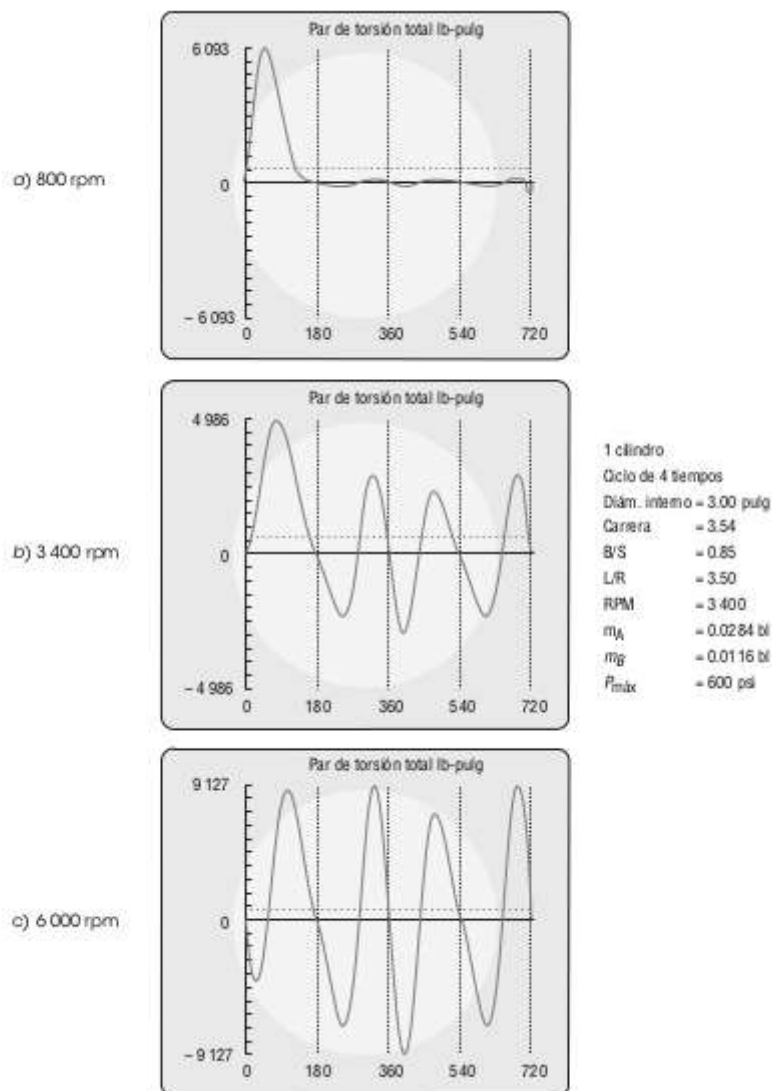 Par de torsión total lb-pulg
6 093
0
– 6 093
0 180 360 540 720
a) 800 rpm
Par de torsión total lb-pulg
4 986
0
– 4 986
0 180 360 540 720
b) 3 400 rpm
1 cilindro
Ciclo de 4 tiempos
Diám. interno = 3.00 pulg
Carrera = 3.54
B/S = 0.85
L/R = 3.50
RPM = 3 400
mA = 0.0284 bl
mB = 0.0116 bl
Pmáx = 600 psi
Par de torsión total lb-pulg
9 127
0
– 9 127
0 180 360 540 720
c) 6 000 rpm